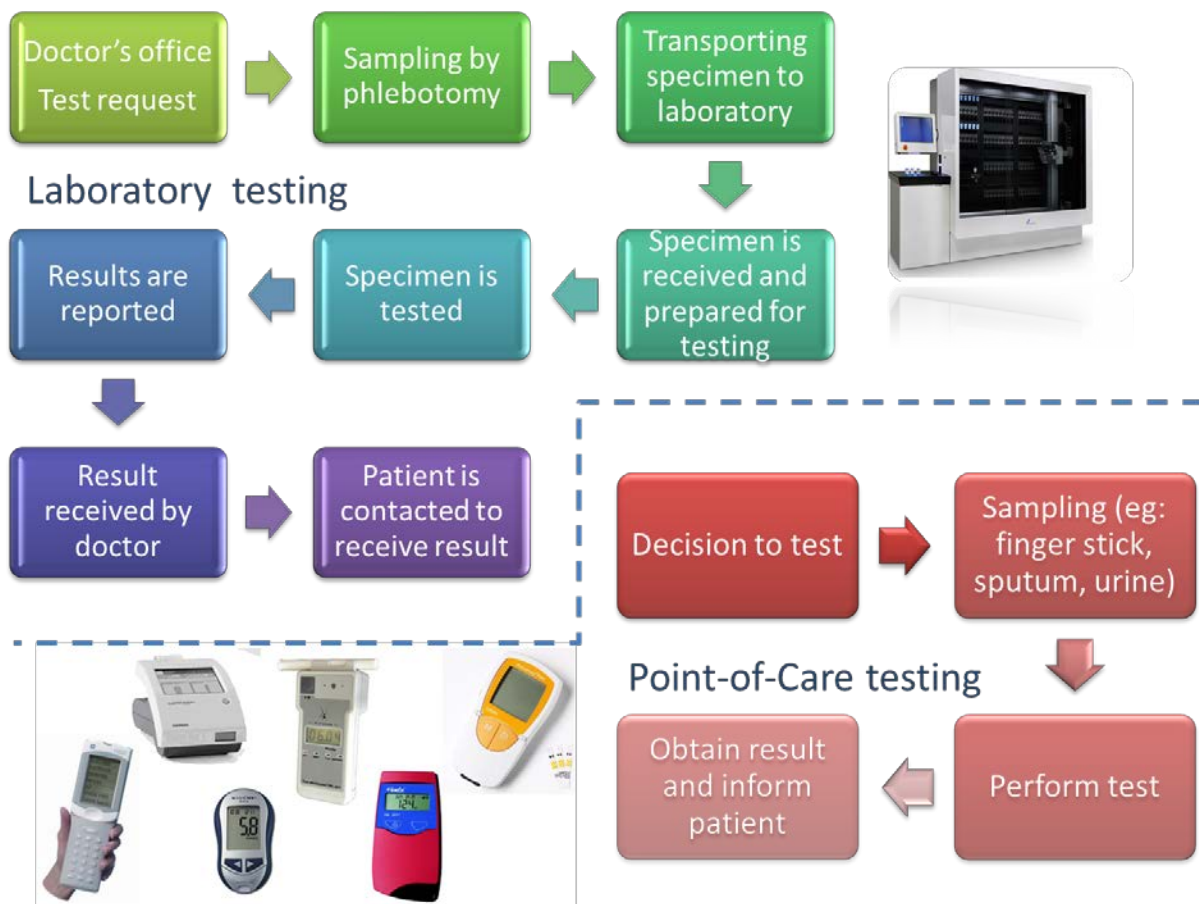 Doctor's office
Test request
Sampling by
phlebotomy
Transporting
specimen to
laboratory
Laboratory testing
Specimen is
received and
prepared for
testing
Specimen is
tested
Results are
reported
Result
received by
doctor
Patient is
contacted to
receive result
Decision to test
Sampling (eg:
finger stick,
sputum, urine)
Point-of-Care testing
Perform test
Obtain result
and inform
patient
5.8